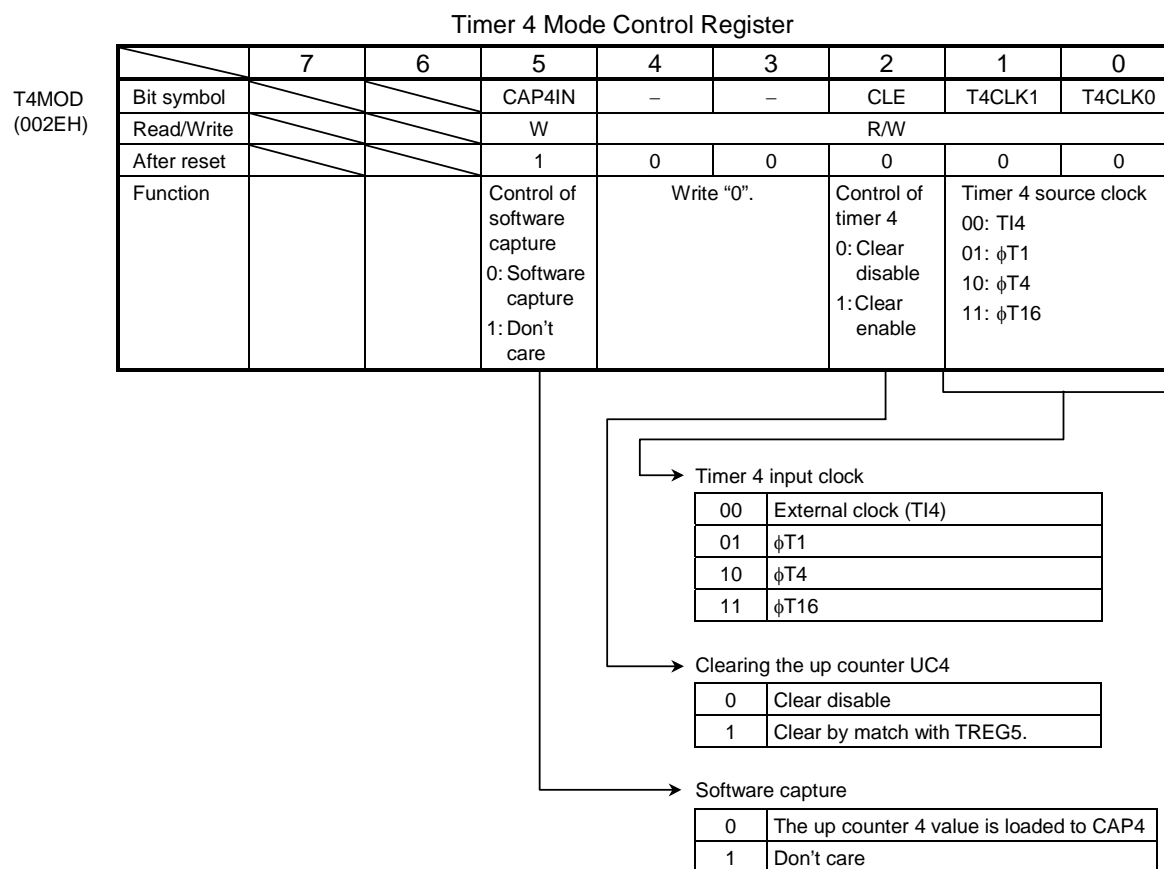 Timer 4 Mode Control Register
7 6 5 4 3 2 1 0
T4MOD
(002EH)
Bit symbol CAP4IN – – CLE T4CLK1 T4CLK0
Read/Write W R/W
After reset 1 0 0 0 0 0
Function
Control of
software
capture
0: Software
capture
1: Don't
care
Write “0”.
Control of
timer 4
0: Clear
disable
1: Clear
enable
Timer 4 source clock
00: TI4
01: ϕT1
10: ϕT4
11: ϕT16
Timer 4 input clock
00 External clock (TI4)
01 ϕT1
10 ϕT4
11 ϕT16
Clearing the up counter UC4
0 Clear disable
1 Clear by match with TREG5.
Software capture
0 The up counter 4 value is loaded to CAP4
1 Don't care